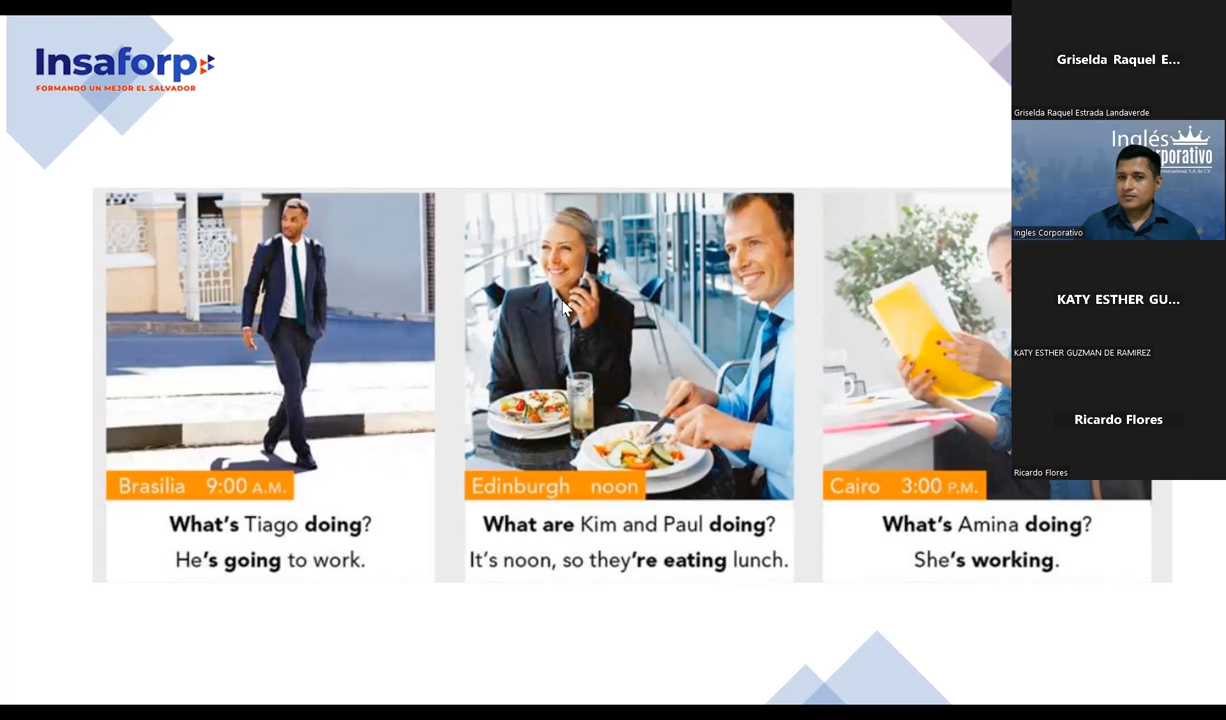 Insaforp
FORMANDO UN MEJOR EL SALVADOR
Brasilia 9:00 A.M.
What's Tiago doing?
He's going to work.
Edinburgh noon
What are Kim and Paul doing?
It's noon, so they're eating lunch.
Cairo 3:00 P.M.
What's Amina doing?
She's working.
Griselda Raquel E...
Griselda Raquel Estrada Landaverde
Inglés
porativo
International, S.A. de C.V.
Ingles Corporativo
KATY ESTHER GU...
KATY ESTHER GUZMAN DE RAMIREZ
Ricardo Flores
Ricardo Flores